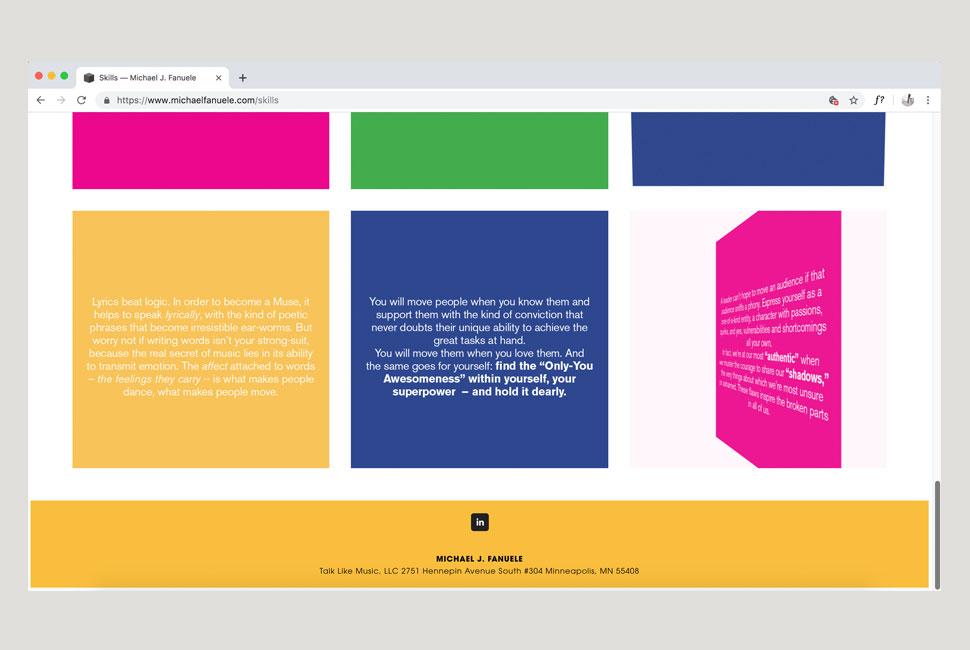 Skills — Michael J. Fanuele
https://www.michaelfanuele.com/skills
f?
Lyrics beat logic. In order to become a Muse, it
helps to speak lyrically, with the kind of poetic
phrases that become irresistible ear-worms. But
worry not if writing words isn't your strong-suit,
because the real secret of music lies in its ability
to transmit emotion. The affect attached to words
– the feelings they carry – is what makes people
dance, what makes people move.
You will move people when you know them and
support them with the kind of conviction that
never doubts their unique ability to achieve the
great tasks at hand.
You will move them when you love them. And
the same goes for yourself: find the “Only-You
Awesomeness” within yourself, your
superpower – and hold it dearly.
A leader can't hope to move an audience if that
audience sniffs a phony. Express yourself as a
one-of-a-kind entity, a character with passions,
quirks, and yes, vulnerabilities and shortcomings
all your own.
In fact, we're at our most “authentic” when
we muster the courage to share our “shadows,”
the very things about which we're most unsure
or ashamed. These flaws inspire the broken parts
in all of us.
in
MICHAEL J. FANUELE
Talk Like Music, LLC 2751 Hennepin Avenue South #304 Minneapolis, MN 55408